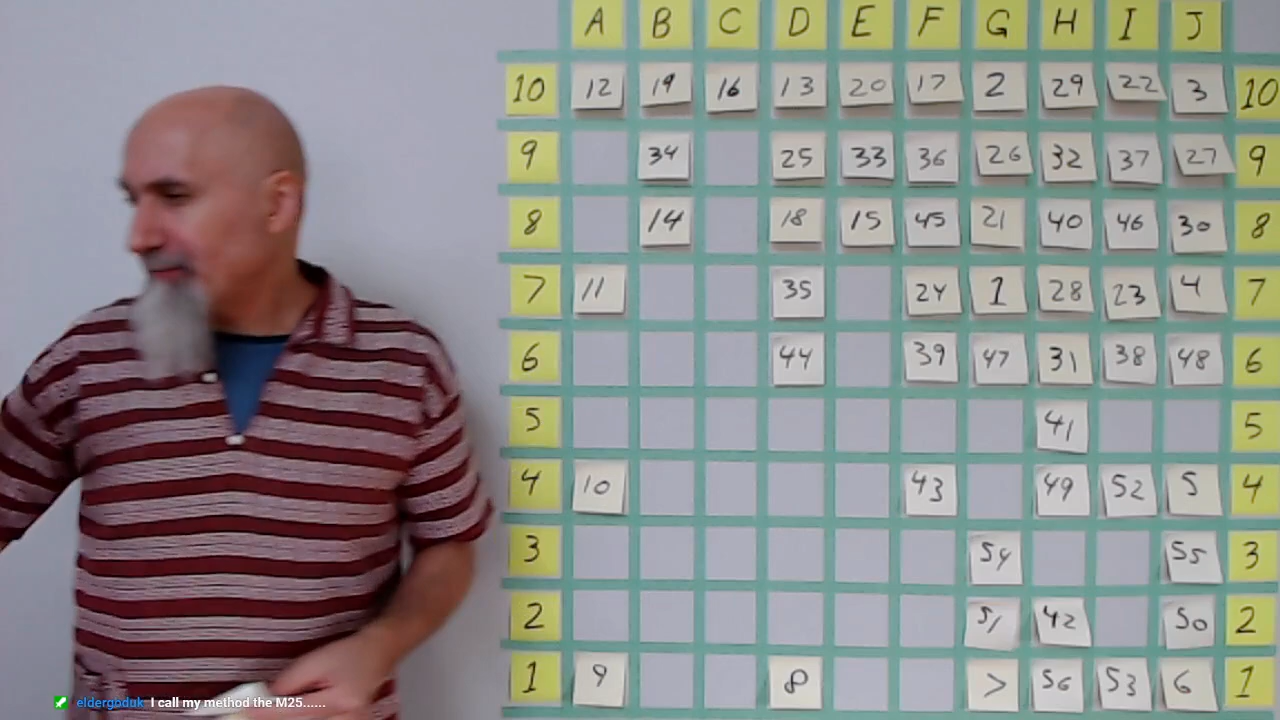 A B C D E F G H I J
10 12 19 16 13 20 17 2 29 22 3 10
9 34 25 33 36 26 32 37 27 9
8 14 18 15 45 21 40 46 30 8
7 11 35 24 1 28 23 4 7
6 44 39 47 31 38 48 6
5 41 5
4 10 43 49 52 5 4
3 54 55 3
2 51 42 50 2
1 9 8 > 56 53 6 1
eldergoduk I call my method the M25......